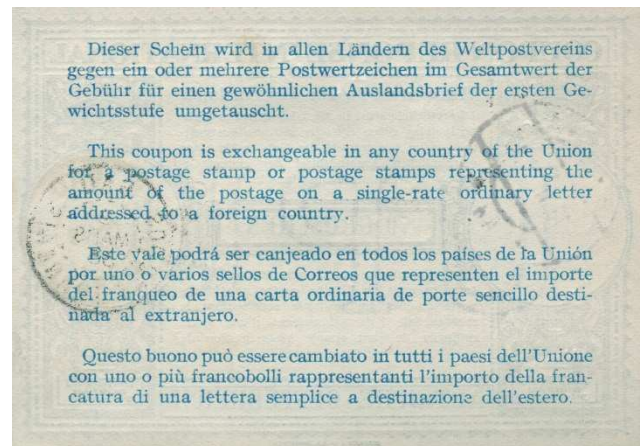 Dieser Schein wird in allen Ländern des Weltpostvereins
gegen ein oder mehrere Postwertzeichen im Gesamtwert der
Gebühr für einen gewöhnlichen Auslandsbrief der ersten Ge-
wichtsstufe umgetauscht.
This coupon is exchangeable in any country of the Union
for a postage stamp or postage stamps representing the
amount of the postage on a single-rate ordinary letter
addressed to a foreign country.
Este vale podrá ser canjeado en todos los países de la Unión
por uno o varios sellos de Correos que representen el importe
del franqueo de una carta ordinaria de porte sencillo desti-
nada al extranjero.
Questo buono può essere cambiato in tutti i paesi dell'Unione
con uno o più francobolli rappresentanti l'importo della fran-
catura di una lettera semplice a destinazione dell'estero.